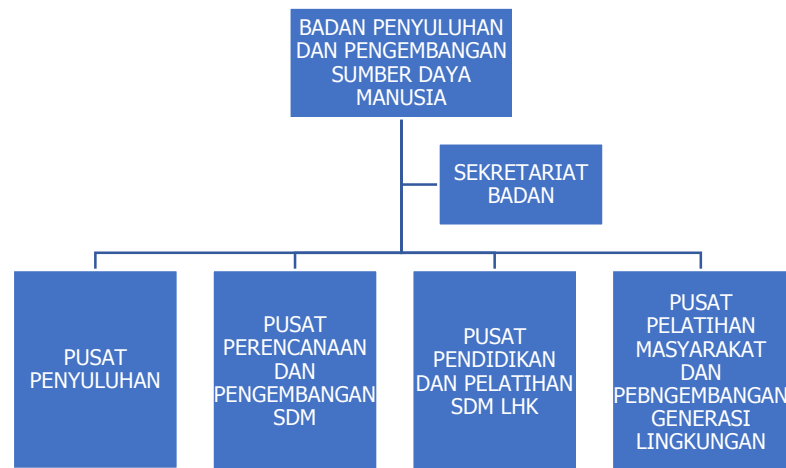 BADAN PENYULUHAN
DAN PENGEMBANGAN
SUMBER DAYA
MANUSIA
SEKRETARIAT
BADAN
PUSAT
PENYULUHAN
PUSAT
PERENCANAAN
DAN
PENGEMBANGAN
SDM
PUSAT
PENDIDIKAN
DAN PELATIHAN
SDM LHK
PUSAT
PELATIHAN
MASYARAKAT
DAN
PEBNGEMBANGAN
GENERASI
LINGKUNGAN